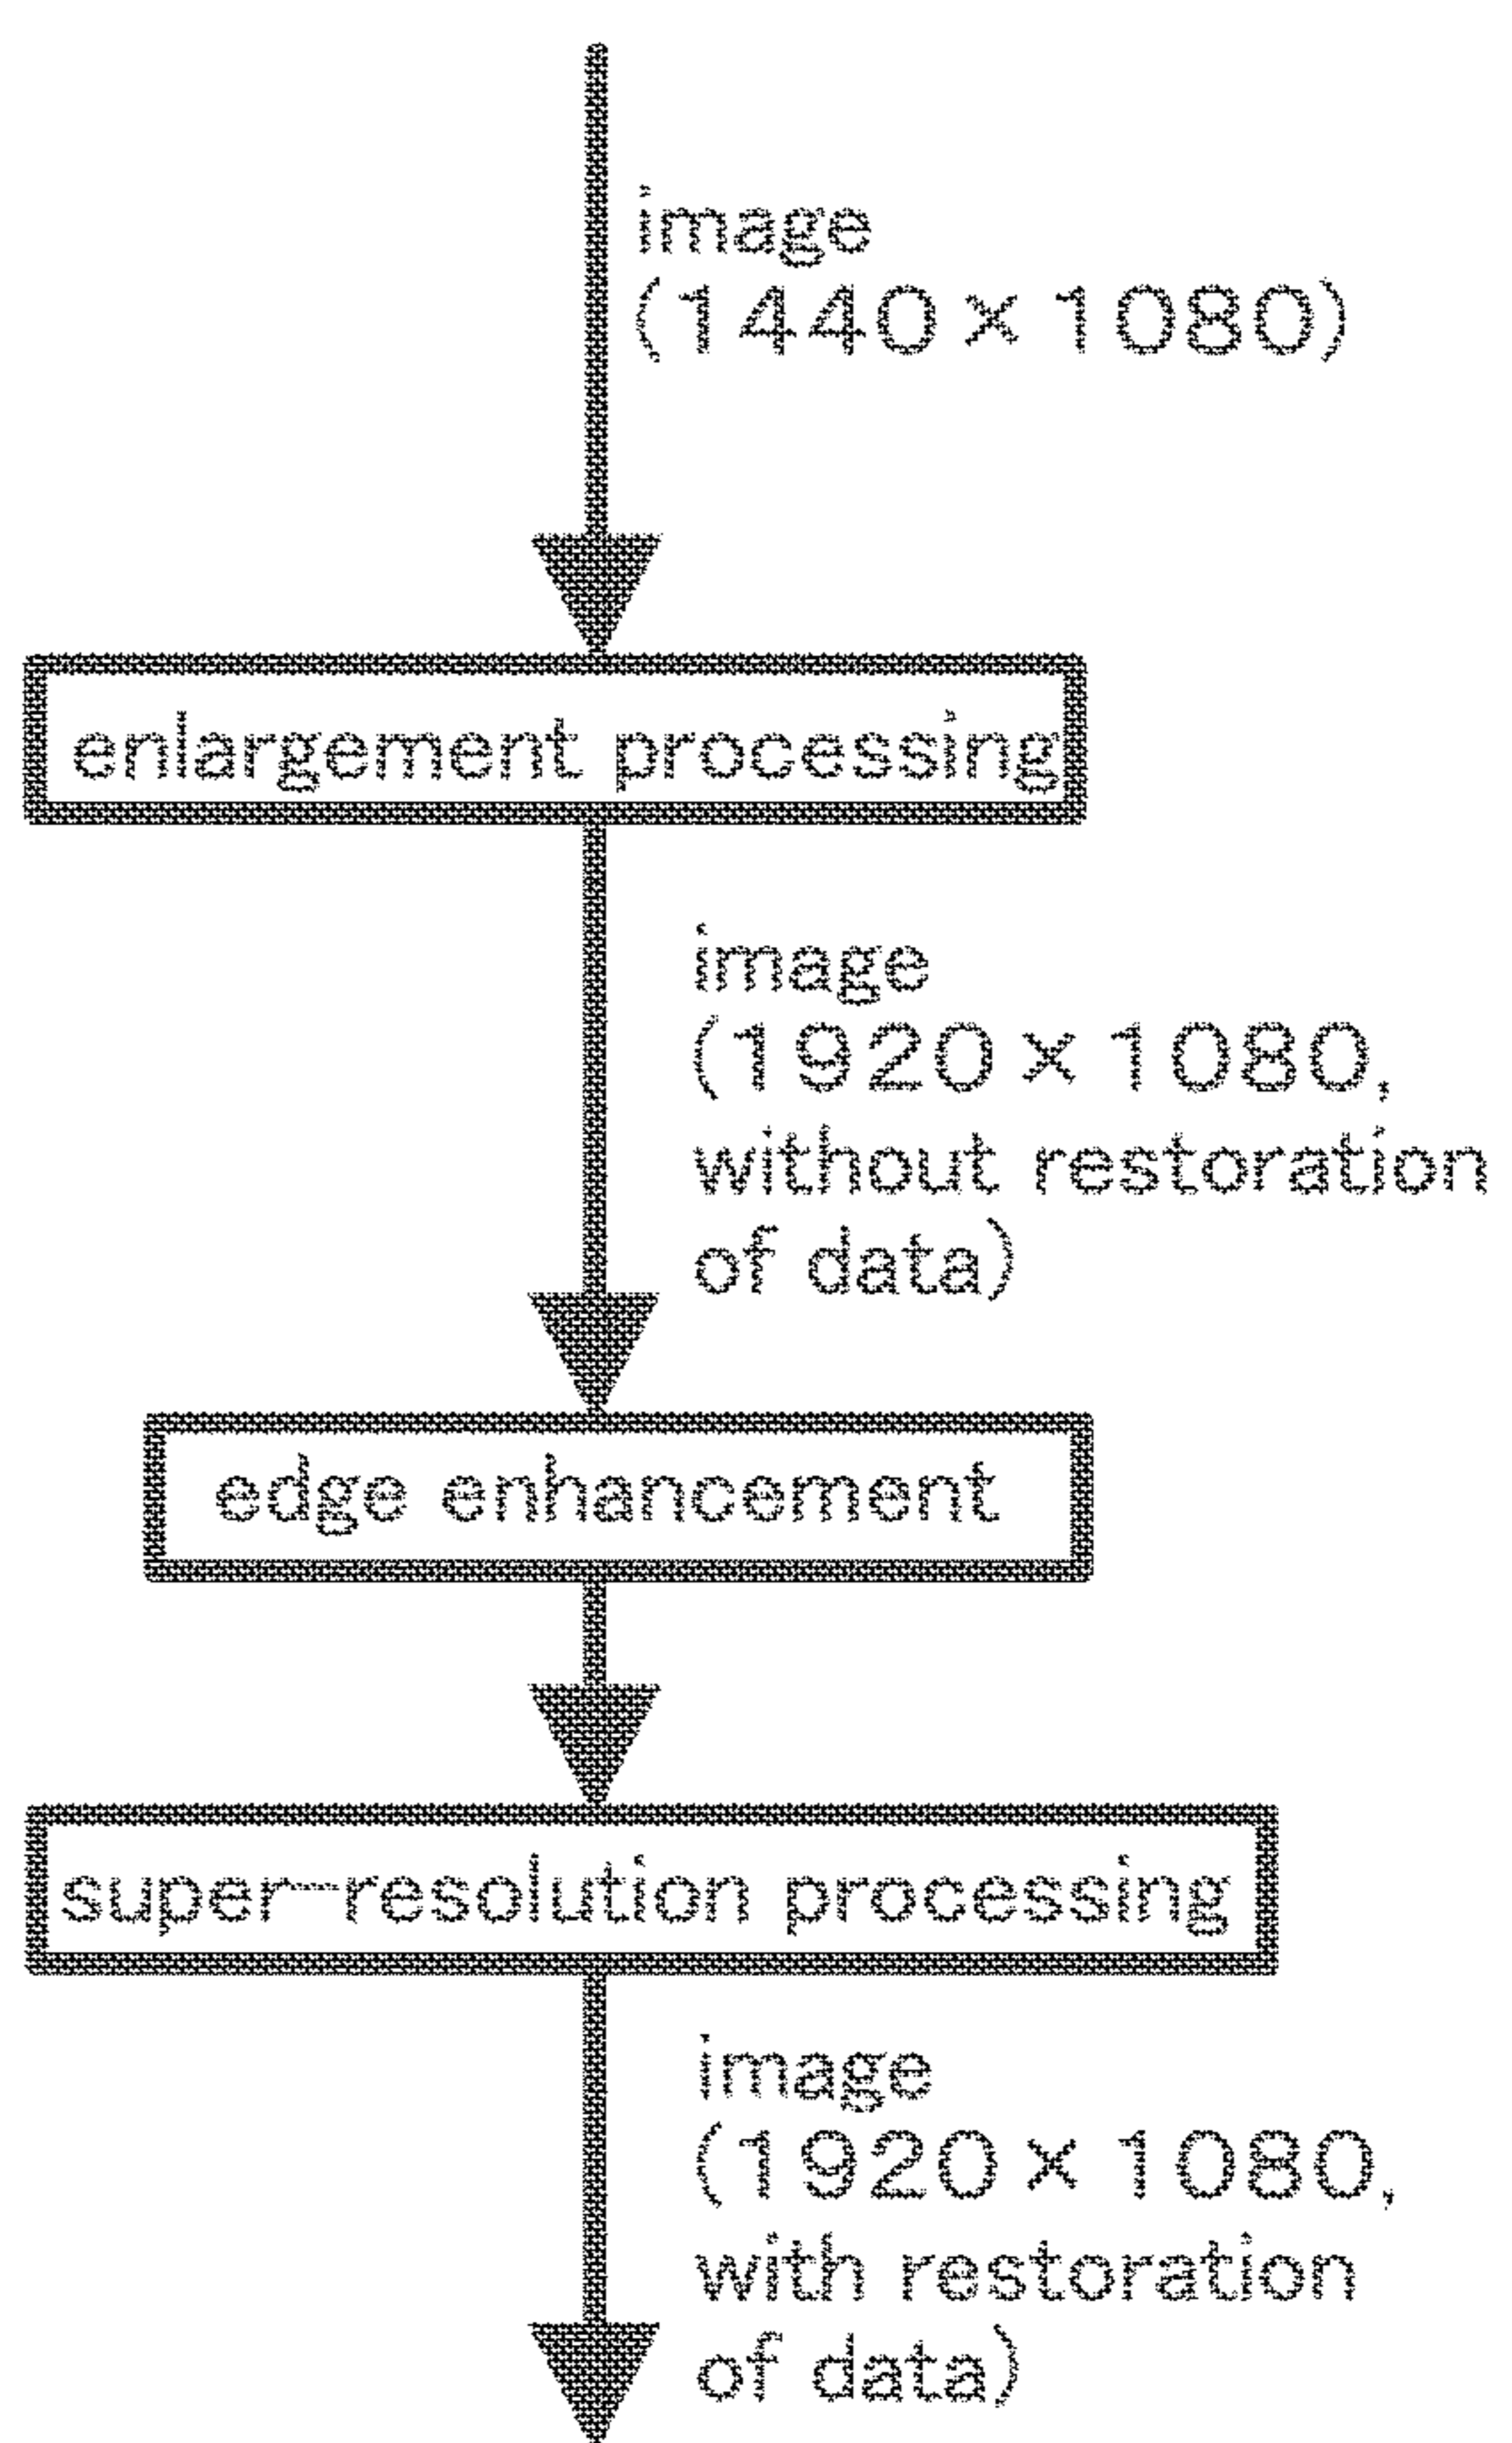 image
(1440×1080)
enlargement processing
image
(1920×1080,
without restoration
of data)
edge enhancement
super-resolution processing
image
(1920×1080,
with restoration
of data)